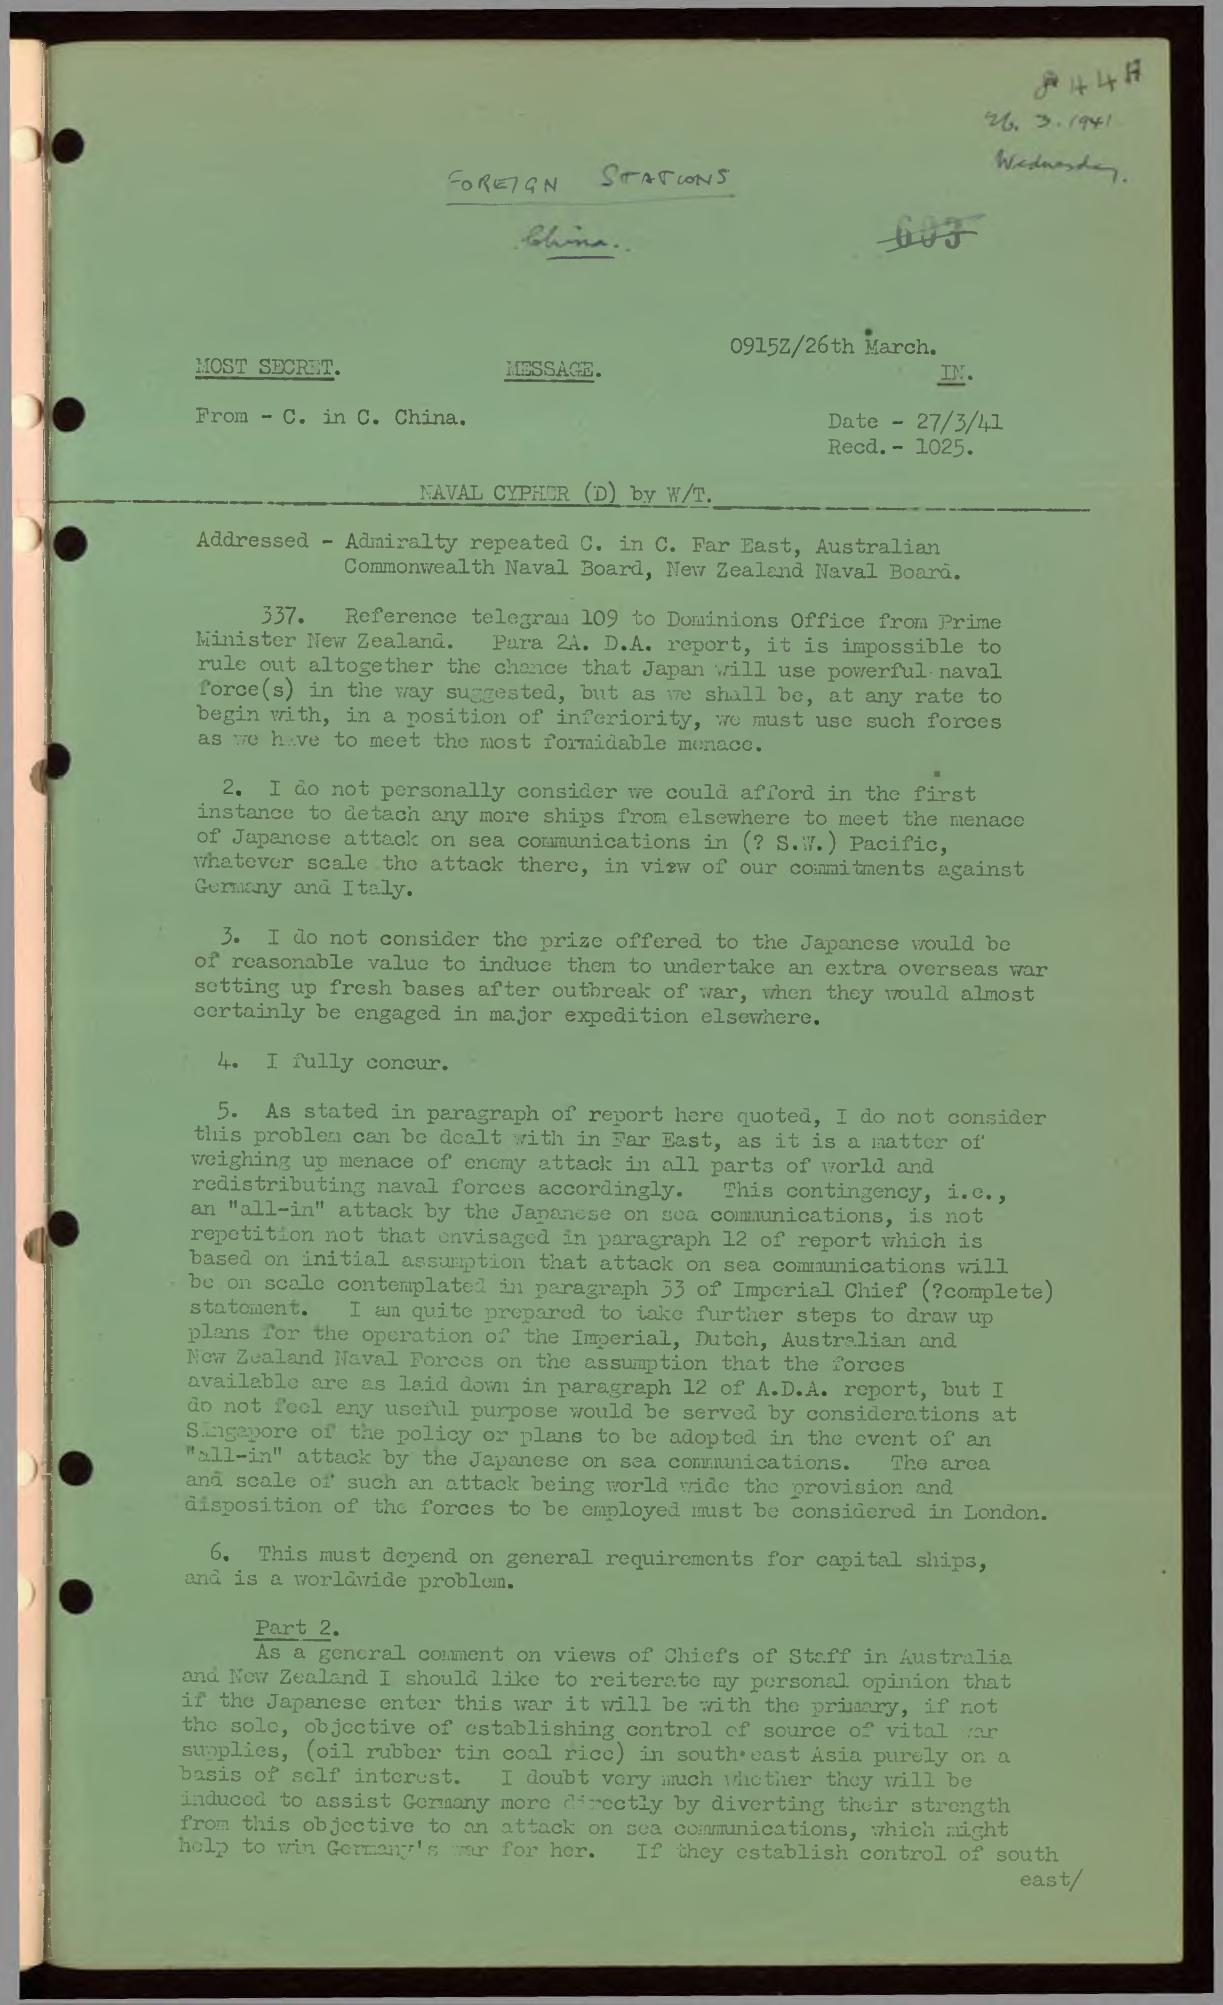 844A
26. 3. 1941
Wednesday.
FOREIGN STATIONS
China.
603
0915Z/26th March.
MOST SECRET. MESSAGE. IN.
From - C. in C. China. Date - 27/3/41
Recd. - 1025.
NAVAL CYPHER (D) by W/T.
Addressed - Admiralty repeated C. in C. Far East, Australian
Commonwealth Naval Board, New Zealand Naval Board.
337. Reference telegram 109 to Dominions Office from Prime
Minister New Zealand. Para 2A. D.A. report, it is impossible to
rule out altogether the chance that Japan will use powerful naval
force(s) in the way suggested, but as we shall be, at any rate to
begin with, in a position of inferiority, we must use such forces
as we have to meet the most formidable menace.
2. I do not personally consider we could afford in the first
instance to detach any more ships from elsewhere to meet the menace
of Japanese attack on sea communications in (? S.W.) Pacific,
whatever scale the attack there, in view of our commitments against
Germany and Italy.
3. I do not consider the prize offered to the Japanese would be
of reasonable value to induce them to undertake an extra overseas war
setting up fresh bases after outbreak of war, when they would almost
certainly be engaged in major expedition elsewhere.
4. I fully concur.
5. As stated in paragraph of report here quoted, I do not consider
this problem can be dealt with in Far East, as it is a matter of
weighing up menace of enemy attack in all parts of world and
redistributing naval forces accordingly. This contingency, i.e.,
an "all-in" attack by the Japanese on sea communications, is not
repetition not that envisaged in paragraph 12 of report which is
based on initial assumption that attack on sea communications will
be on scale contemplated in paragraph 33 of Imperial Chief (?complete)
statement. I am quite prepared to take further steps to draw up
plans for the operation of the Imperial, Dutch, Australian and
New Zealand Naval Forces on the assumption that the forces
available are as laid down in paragraph 12 of A.D.A. report, but I
do not feel any useful purpose would be served by considerations at
Singapore of the policy or plans to be adopted in the event of an
"all-in" attack by the Japanese on sea communications. The area
and scale of such an attack being world wide the provision and
disposition of the forces to be employed must be considered in London.
6. This must depend on general requirements for capital ships,
and is a worldwide problem.
Part 2.
As a general comment on views of Chiefs of Staff in Australia
and New Zealand I should like to reiterate my personal opinion that
if the Japanese enter this war it will be with the primary, if not
the sole, objective of establishing control of source of vital war
supplies, (oil rubber tin coal rice) in south east Asia purely on a
basis of self interest. I doubt very much whether they will be
induced to assist Germany more directly by diverting their strength
from this objective to an attack on sea communications, which might
help to win Germany's war for her. If they establish control of south
east/